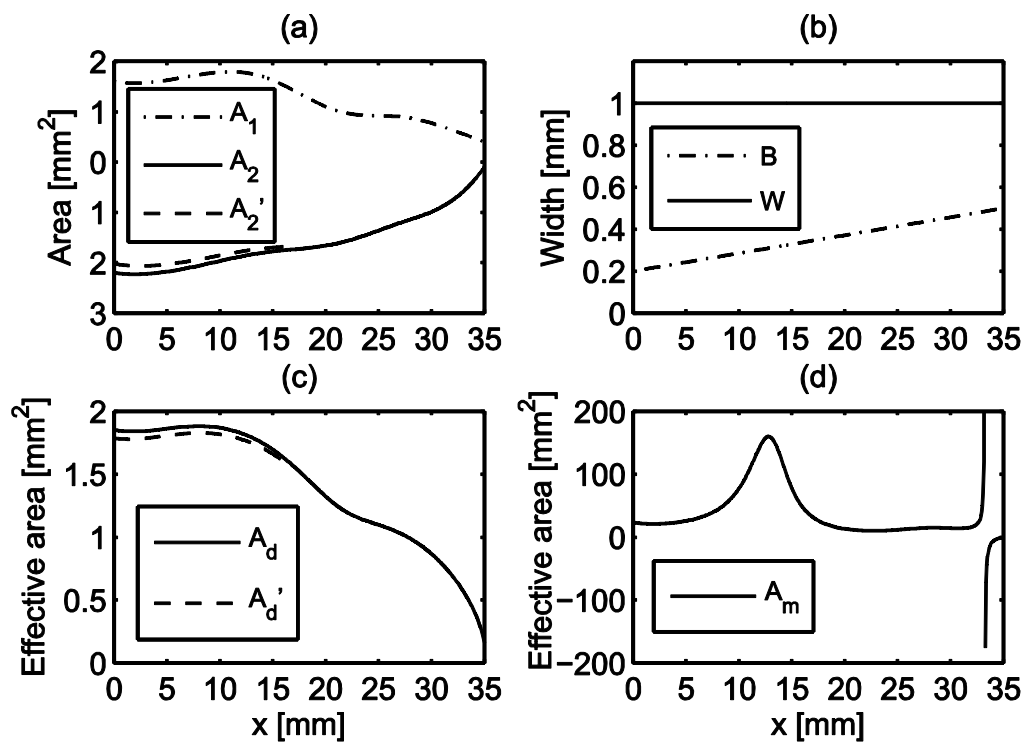 (a)
2
1
0
1
2
3
Area [mm²]
A₁
A₂
A₂’
0 5 10 15 20 25 30 35
(b)
1
0.8
0.6
0.4
0.2
0
Width [mm]
B
W
0 5 10 15 20 25 30 35
(c)
2
1.5
1
0.5
0
Effective area [mm²]
A_d
A_d’
0 5 10 15 20 25 30 35
x [mm]
(d)
200
100
0
−100
−200
Effective area [mm²]
Aₘ
0 5 10 15 20 25 30 35
x [mm]